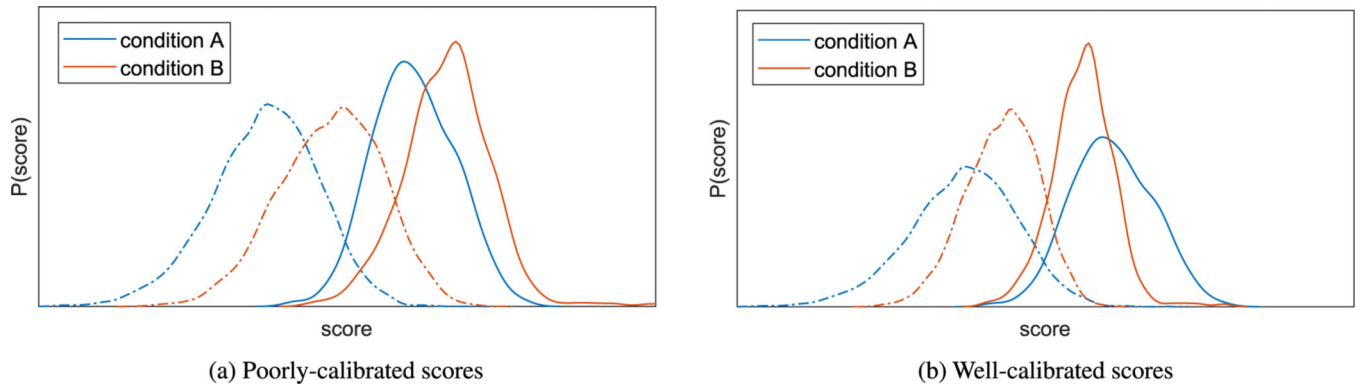 condition A
condition B
P(score)
score
(a) Poorly-calibrated scores
condition A
condition B
P(score)
score
(b) Well-calibrated scores